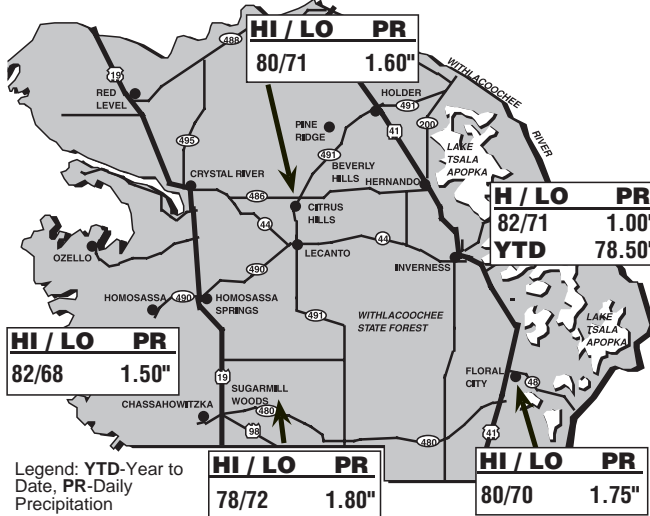 HI / LO PR
80/71 1.60"
488
19
RED
LEVEL
WITHLACOOCHEE
RIVER
HOLDER
491
41
200
PINE
RIDGE
495
491
BEVERLY
HILLS
LAKE
TSALA
APOPKA
CRYSTAL RIVER
HERNANDO
486
CITRUS
HILLS
H / LO PR
82/71 1.00"
YTD 78.50"
44
44
OZELLO
LECANTO
INVERNESS
490
HOMOSASSA
490
HOMOSASSA
SPRINGS
491
WITHLACOOCHEE
STATE FOREST
LAKE
TSALA
APOPKA
HI / LO PR
82/68 1.50"
19
SUGARMILL
WOODS
FLORAL
CITY
48
CHASSAHOWITZKA
480
98
480
41
Legend: YTD-Year to
Date, PR-Daily
Precipitation
HI / LO PR
78/72 1.80"
HI / LO PR
80/70 1.75"